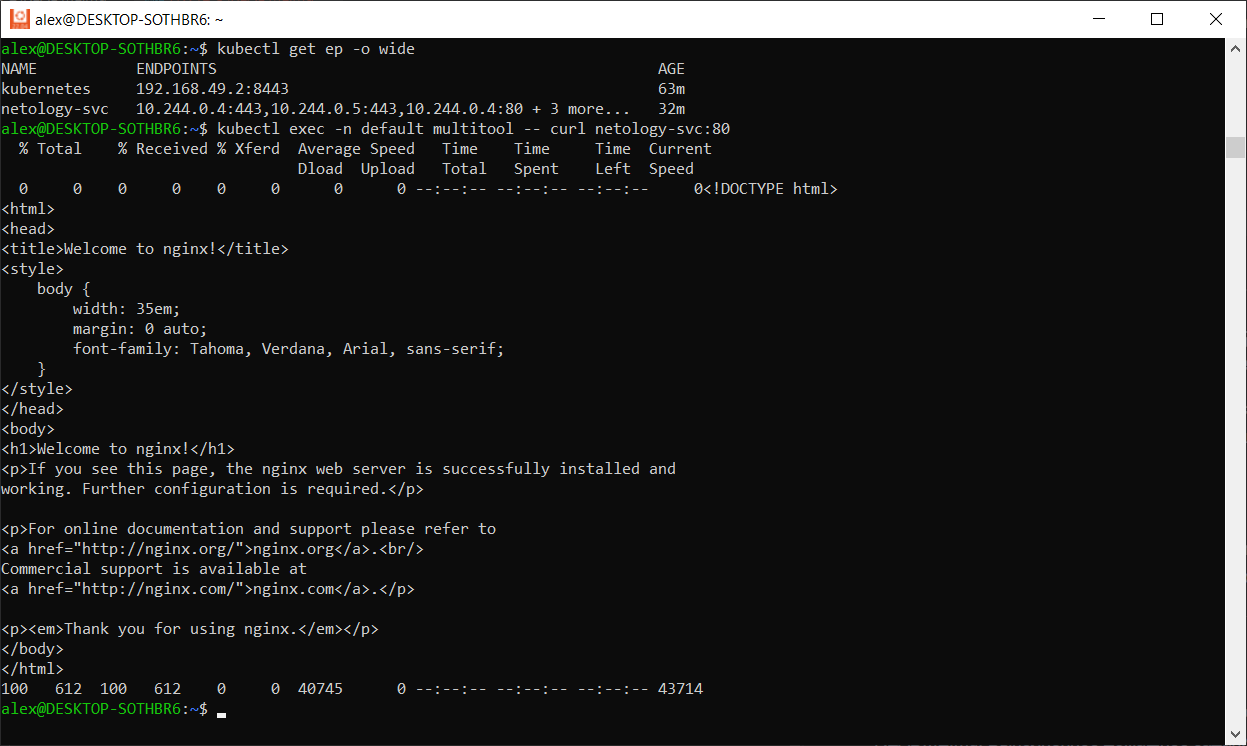 alex@DESKTOP-SOTHBR6: ~
alex@DESKTOP-SOTHBR6:~$ kubectl get ep -o wide
NAME           ENDPOINTS                                                 AGE
kubernetes     192.168.49.2:8443                                         63m
netology-svc   10.244.0.4:443,10.244.0.5:443,10.244.0.4:80 + 3 more...   32m
alex@DESKTOP-SOTHBR6:~$ kubectl exec -n default multitool -- curl netology-svc:80
  % Total    % Received % Xferd  Average Speed   Time    Time     Time  Current
                                 Dload  Upload   Total   Spent    Left  Speed
  0     0    0     0    0     0      0      0 --:--:-- --:--:-- --:--:--     0<!DOCTYPE html>
<html>
<head>
<title>Welcome to nginx!</title>
<style>
    body {
        width: 35em;
        margin: 0 auto;
        font-family: Tahoma, Verdana, Arial, sans-serif;
    }
</style>
</head>
<body>
<h1>Welcome to nginx!</h1>
<p>If you see this page, the nginx web server is successfully installed and
working. Further configuration is required.</p>

<p>For online documentation and support please refer to
<a href="http://nginx.org/">nginx.org</a>.<br/>
Commercial support is available at
<a href="http://nginx.com/">nginx.com</a>.</p>

<p><em>Thank you for using nginx.</em></p>
</body>
</html>
100   612  100   612    0     0  40745      0 --:--:-- --:--:-- --:--:-- 43714
alex@DESKTOP-SOTHBR6:~$